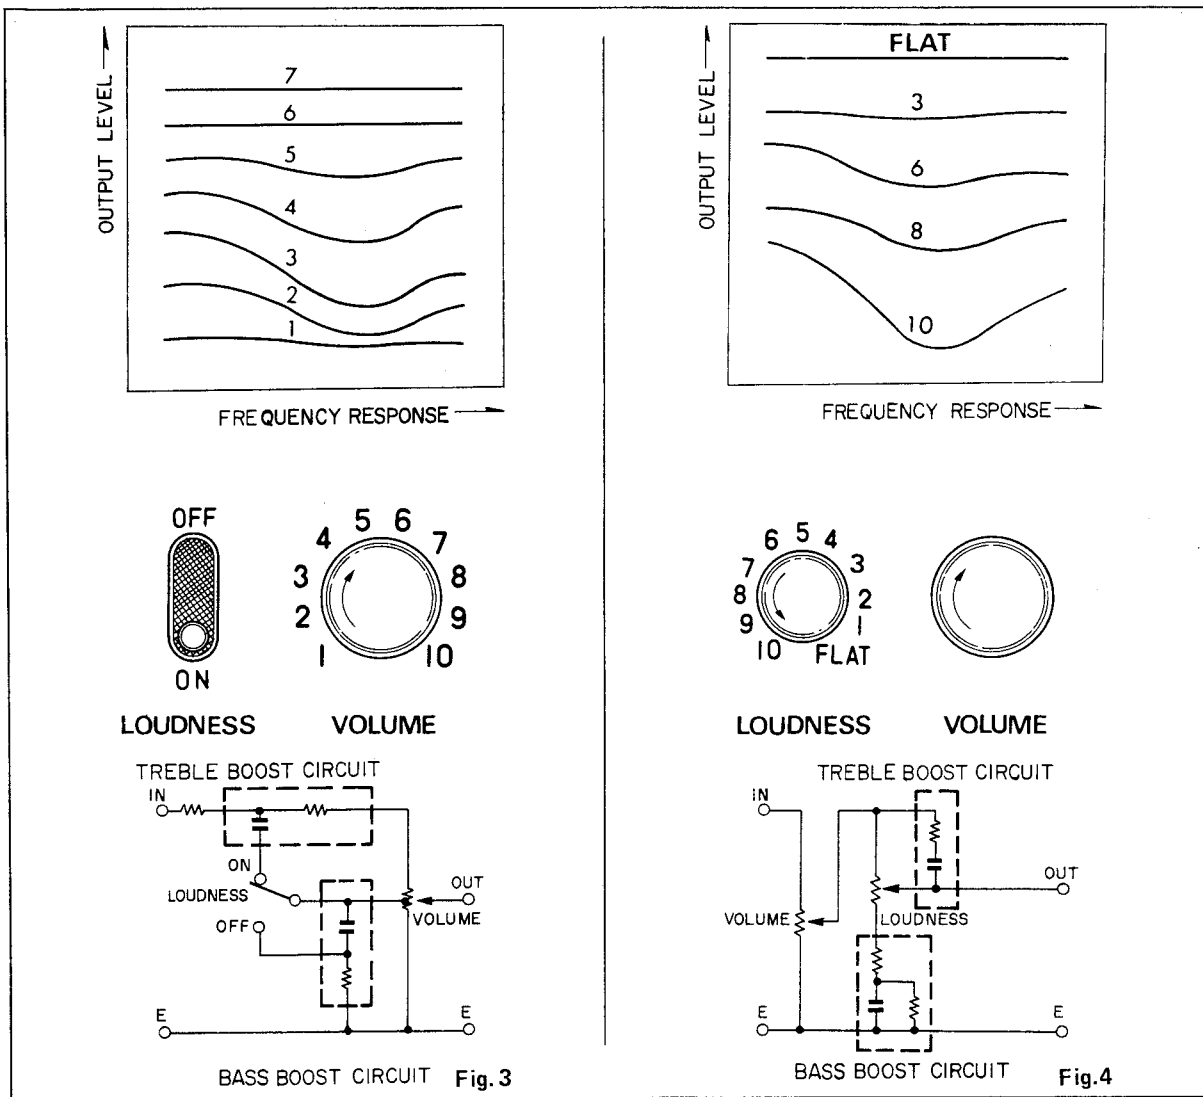 OUTPUT LEVEL
7
6
5
4
3
2
1
FREQUENCY RESPONSE
OFF
ON
LOUDNESS
1
2
3
4
5
6
7
8
9
10
VOLUME
TREBLE BOOST CIRCUIT
IN
ON
LOUDNESS
OFF
OUT
VOLUME
E
E
BASS BOOST CIRCUIT
Fig.3
OUTPUT LEVEL
FLAT
3
6
8
10
FREQUENCY RESPONSE
10
9
8
7
6
5
4
3
2
1
FLAT
LOUDNESS
VOLUME
TREBLE BOOST CIRCUIT
IN
OUT
VOLUME
LOUDNESS
E
E
BASS BOOST CIRCUIT
Fig.4